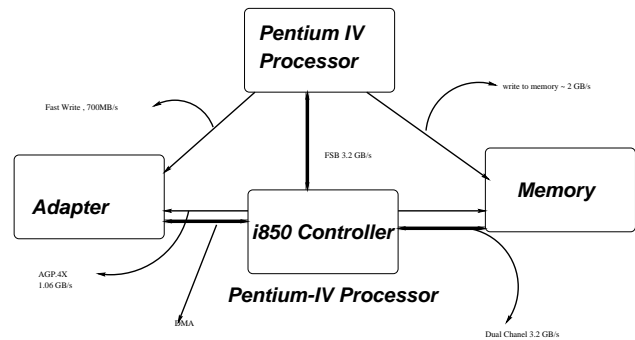 Pentium IV
Processor
Fast Write , 700MB/s
write to memory ~ 2 GB/s
FSB 3.2 GB/s
Adapter
i850 Controller
Memory
AGP.4X
1.06 GB/s
Pentium-IV Processor
DMA
Dual Chanel 3.2 GB/s